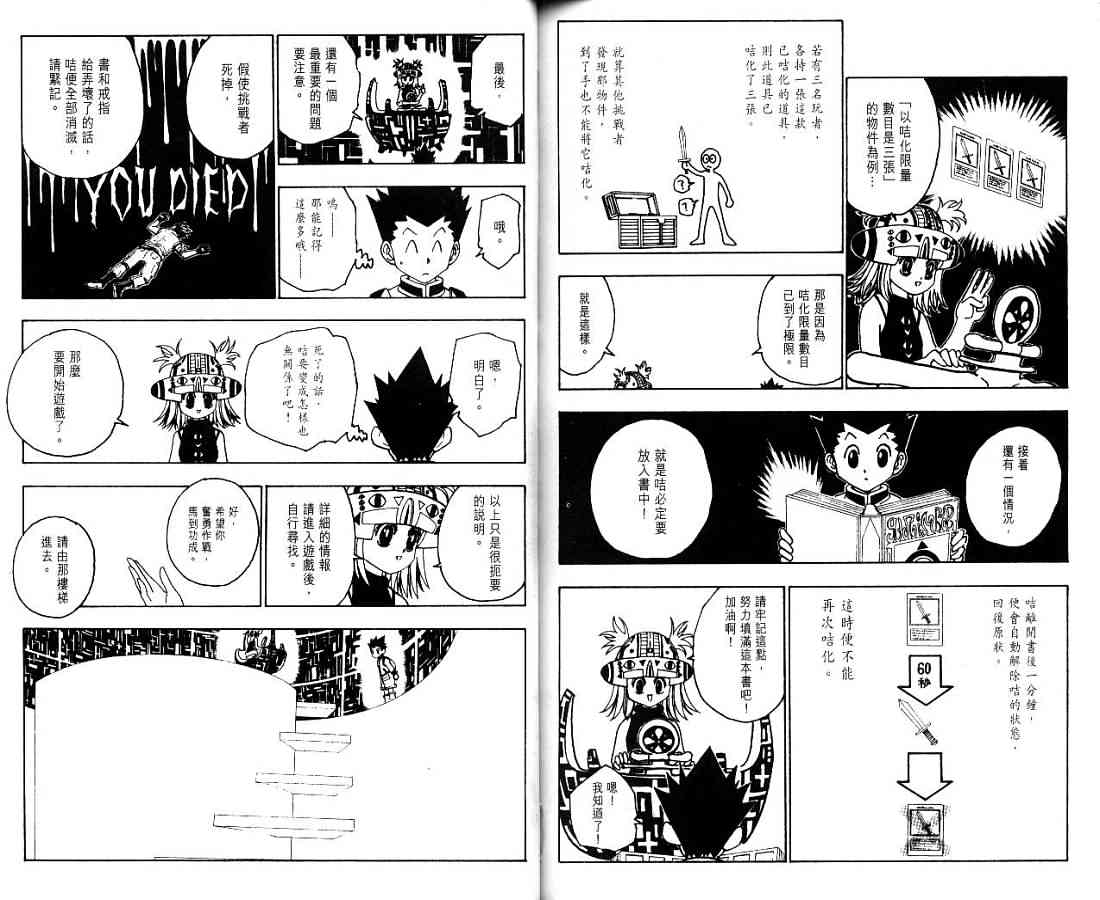 「以咭化限量
數目是三張」
的物件為例…
若有三名玩者，
各持一張這款
已咭化的道具，
則此道具已
咭化了三張。
就算其他挑戰者
發現那物件，
到了手也不能將它咭化。
？
？
那是因為
咭化限量數目
已到了極限。
就是這樣。
接着
還有一個情況，
就是咭必定要
放入書中！
咭離開書後一分鐘，
便會自動解除咭的狀態，
回復原狀。
60
秒
這時便不能
再次咭化。
請牢記這點，
努力填滿這本書吧！
加油啊！
嗯！
我知道了！
最後，
還有一個
最重要的問題
要注意。
假使挑戰者
死掉，
書和戒指
給弄壞了的話，
咭便全部消滅，
請緊記。
YOU DIED
哦。
嗚——
那能記得
這麼多哦……
嗯，
明白了。
死了的話，
咭要變成怎樣也
無關係了吧！
那麼
要開始遊戲了。
以上只是很扼要
的說明。
詳細的情報
請進入遊戲後，
自行尋找。
好，
希望你
奮勇作戰，
馬到功成。
請由那樓梯
進去。